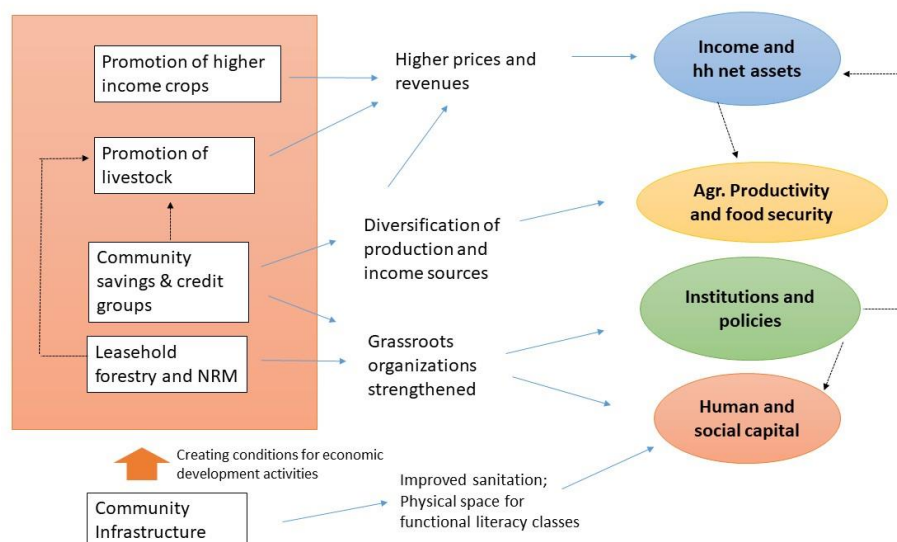 Promotion of higher
income crops
Promotion of
livestock
Community
savings & credit
groups
Leasehold
forestry and NRM
Creating conditions for economic
development activities
Community
Infrastructure
Higher prices and
revenues
Diversification of
production and
income sources
Grassroots
organizations
strengthened
Improved sanitation;
Physical space for
functional literacy classes
Income and
hh net assets
Agr. Productivity
and food security
Institutions and
policies
Human and
social capital